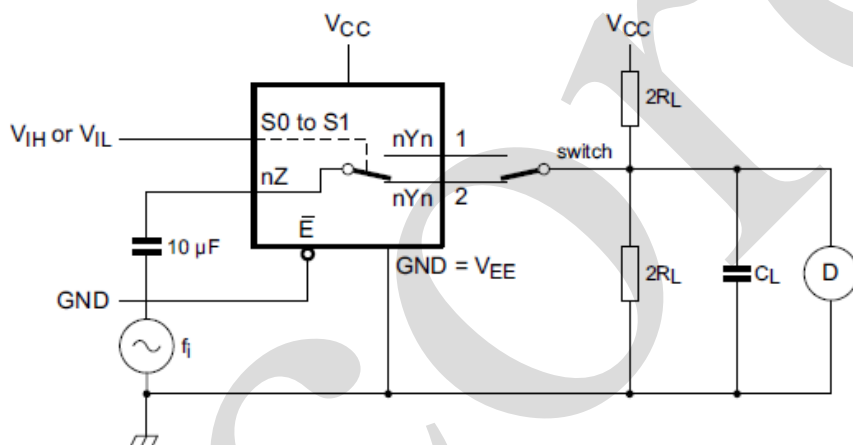 VCC
VCC
2RL
S0 to S1
nYn
1
VIH or VIL
switch
nZ
nYn
2
E̅
10 µF
GND = VEE
2RL
CL
D
GND
fi